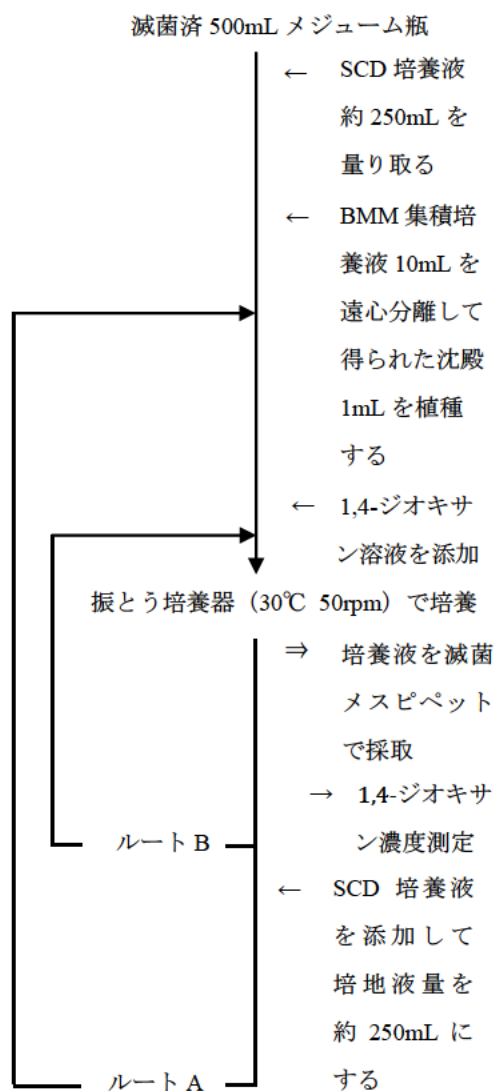 滅菌済 500mL メジューム瓶
← SCD 培養液
約 250mL を
量り取る
← BMM 集積培
養液 10mL を
遠心分離して
得られた沈殿
1mL を植種
する
← 1,4-ジオキサ
ン溶液を添加
振とう培養器（30℃ 50rpm）で培養
⇒ 培養液を滅菌
メスピペット
で採取
→ 1,4-ジオキサ
ン濃度測定
ルート B
← SCD 培養液
を添加して
培地液量を
約 250mL に
する
ルート A